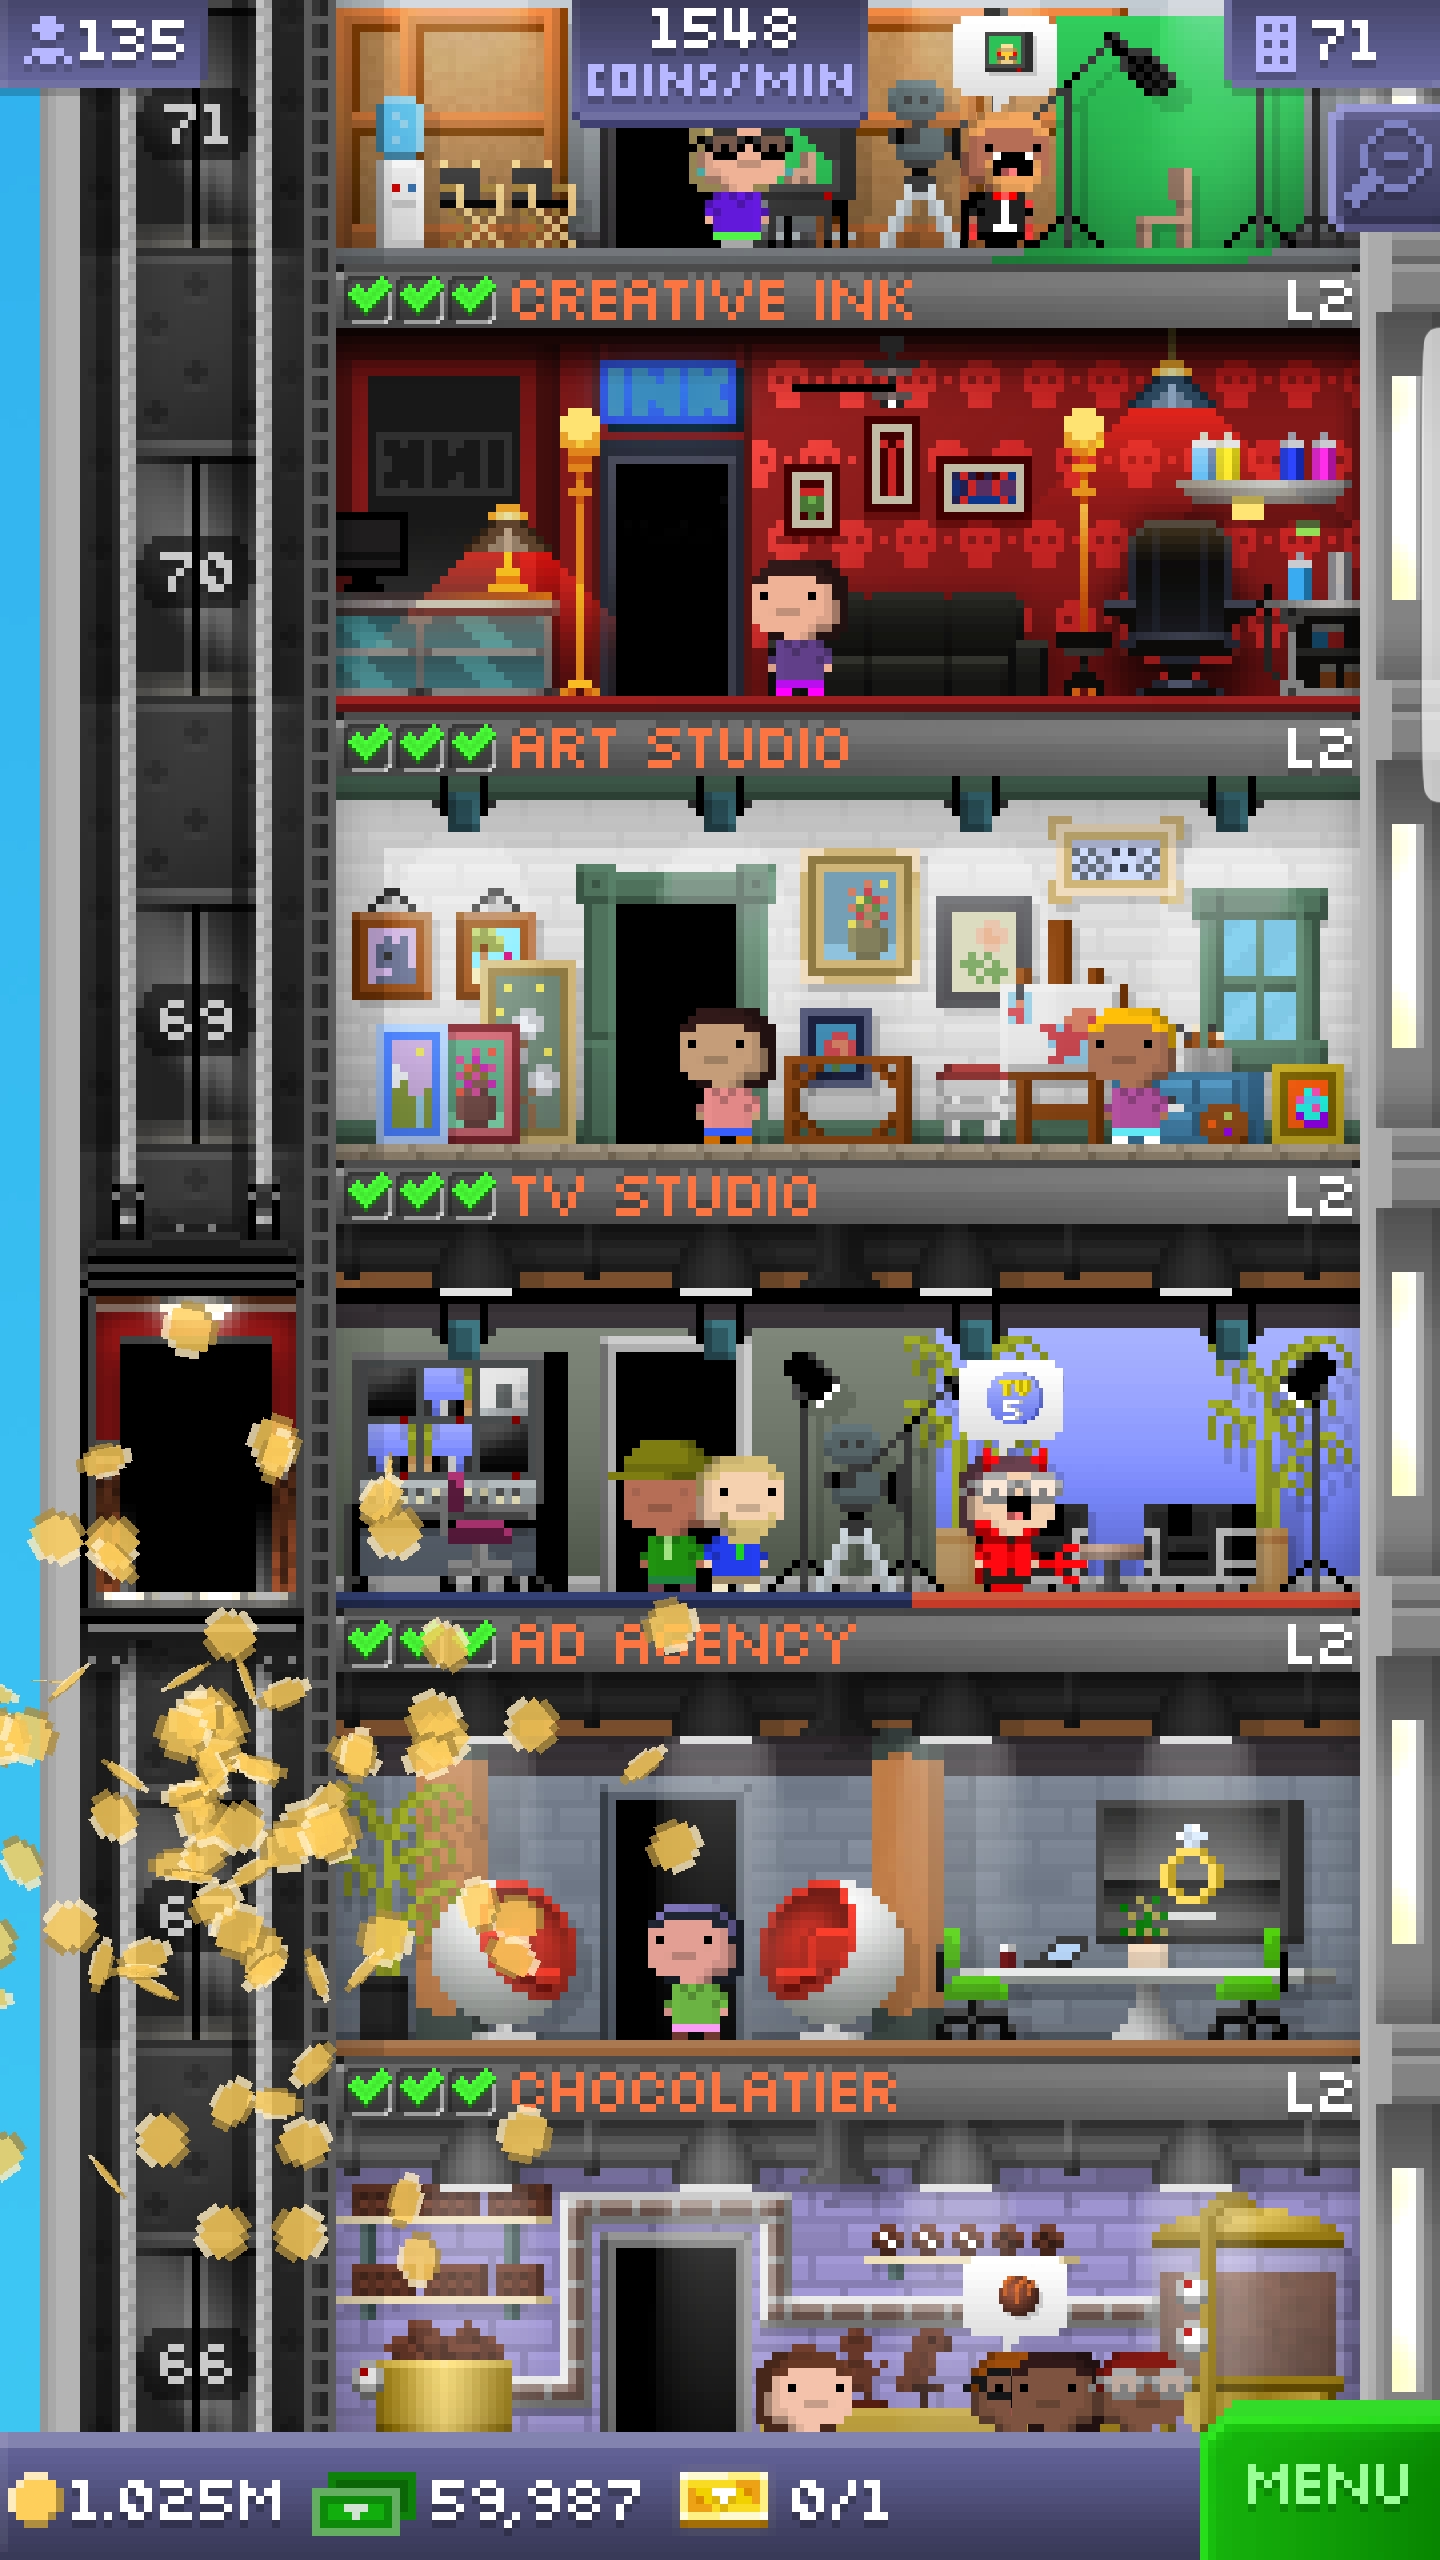 135
1548
COINS/MIN
71
71
CREATIVE INK
L2
INK
INK
70
ART STUDIO
L2
69
TV STUDIO
L2
TV
5
AD AGENCY
L2
CHOCOLATIER
L2
66
1.025M
59,987
0/1
MENU